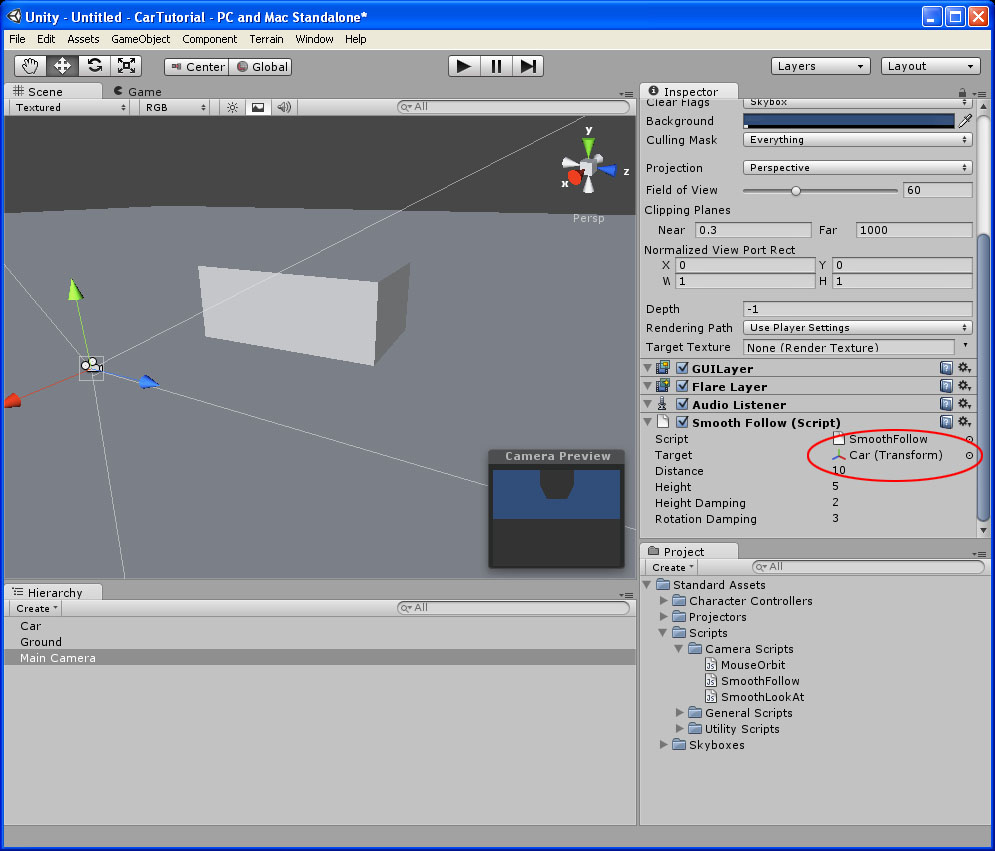 Unity - Untitled - CarTutorial - PC and Mac Standalone*
File Edit Assets GameObject Component Terrain Window Help
Center Global Layers Layout
Scene Game
Textured RGB All
y
x
z
Persp
Camera Preview
Inspector
Clear Flags Skybox
Background
Culling Mask Everything
Projection Perspective
Field of View 60
Clipping Planes
Near 0.3 Far 1000
Normalized View Port Rect
X 0 Y 0
W 1 H 1
Depth -1
Rendering Path Use Player Settings
Target Texture None (Render Texture)
GUILayer
Flare Layer
Audio Listener
Smooth Follow (Script)
Script SmoothFollow
Target Car (Transform)
Distance 10
Height 5
Height Damping 2
Rotation Damping 3
Hierarchy
Create All
Car
Ground
Main Camera
Project
Create All
Standard Assets
Character Controllers
Projectors
Scripts
Camera Scripts
MouseOrbit
SmoothFollow
SmoothLookAt
General Scripts
Utility Scripts
Skyboxes